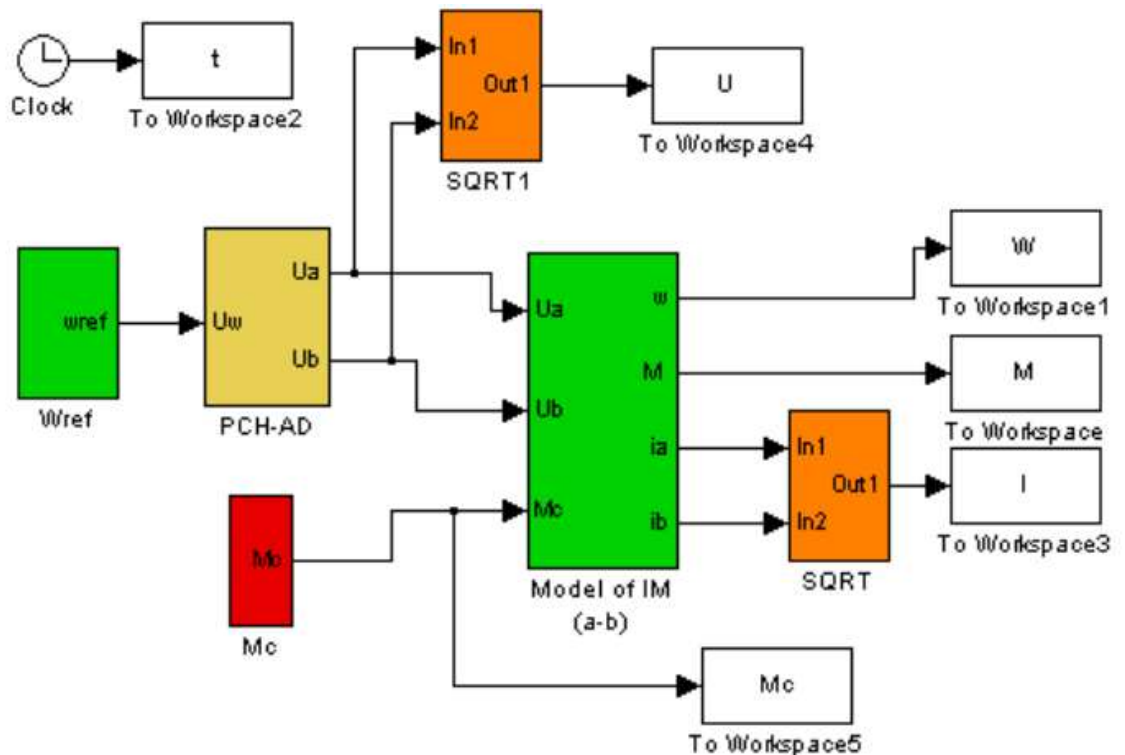 t
Clock
To Workspace2
In1
Out1
In2
SQRT1
U
To Workspace4
wref
Wref
Uw
Ua
Ub
PCH-AD
Ua
Ub
Mc
w
M
ia
ib
Model of IM
(a-b)
W
To Workspace1
M
To Workspace
In1
Out1
In2
SQRT
I
To Workspace3
Mc
Mc
Mc
To Workspace5